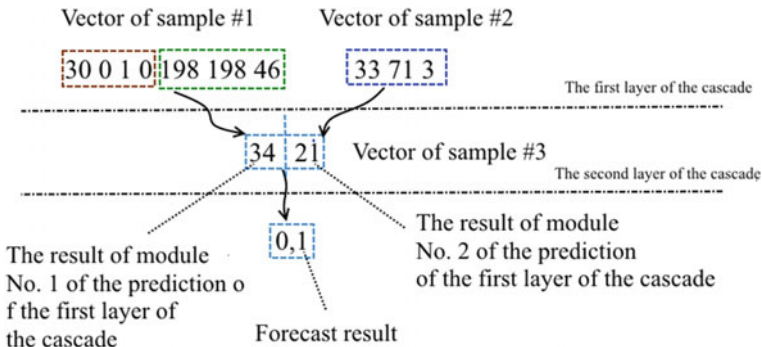 Vector of sample #1
Vector of sample #2
30 0 1 0 198 198 46
33 71 3
The first layer of the cascade
34 21
Vector of sample #3
The second layer of the cascade
The result of module
No. 2 of the prediction
of the first layer of the cascade
0,1
The result of module
No. 1 of the prediction o
f the first layer of
the cascade
Forecast result